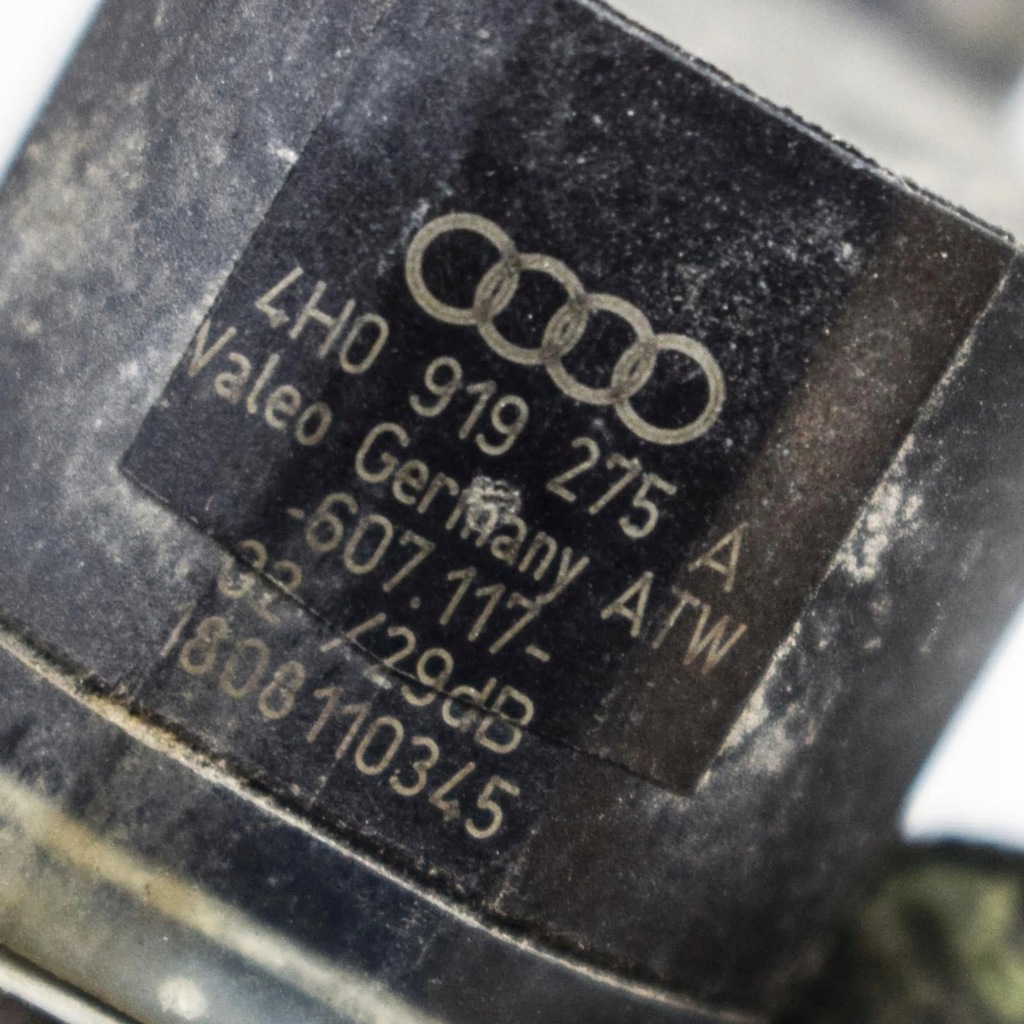 4H0 919 275 A
Valeo Germany ATW
-607.117-
/29dB
1808110345